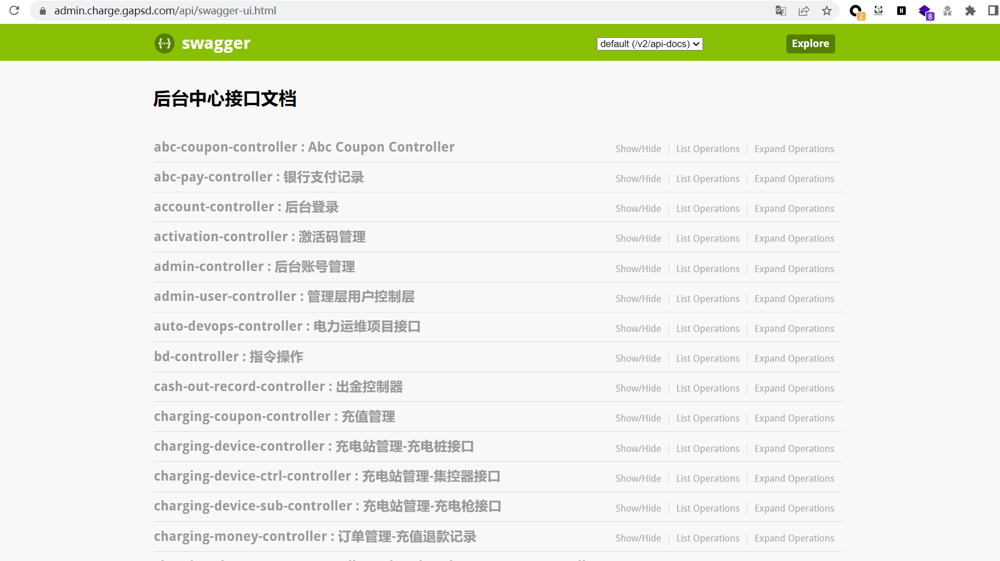 admin.charge.gapsd.com/api/swagger-ui.html
2
H
8
{···} swagger
default (/v2/api-docs)
Explore
后台中心接口文档
abc-coupon-controller : Abc Coupon Controller
Show/Hide List Operations Expand Operations
abc-pay-controller : 银行支付记录
Show/Hide List Operations Expand Operations
account-controller : 后台登录
Show/Hide List Operations Expand Operations
activation-controller : 激活码管理
Show/Hide List Operations Expand Operations
admin-controller : 后台账号管理
Show/Hide List Operations Expand Operations
admin-user-controller : 管理层用户控制层
Show/Hide List Operations Expand Operations
auto-devops-controller : 电力运维项目接口
Show/Hide List Operations Expand Operations
bd-controller : 指令操作
Show/Hide List Operations Expand Operations
cash-out-record-controller : 出金控制器
Show/Hide List Operations Expand Operations
charging-coupon-controller : 充值管理
Show/Hide List Operations Expand Operations
charging-device-controller : 充电站管理-充电桩接口
Show/Hide List Operations Expand Operations
charging-device-ctrl-controller : 充电站管理-集控器接口
Show/Hide List Operations Expand Operations
charging-device-sub-controller : 充电站管理-充电枪接口
Show/Hide List Operations Expand Operations
charging-money-controller : 订单管理-充值退款记录
Show/Hide List Operations Expand Operations